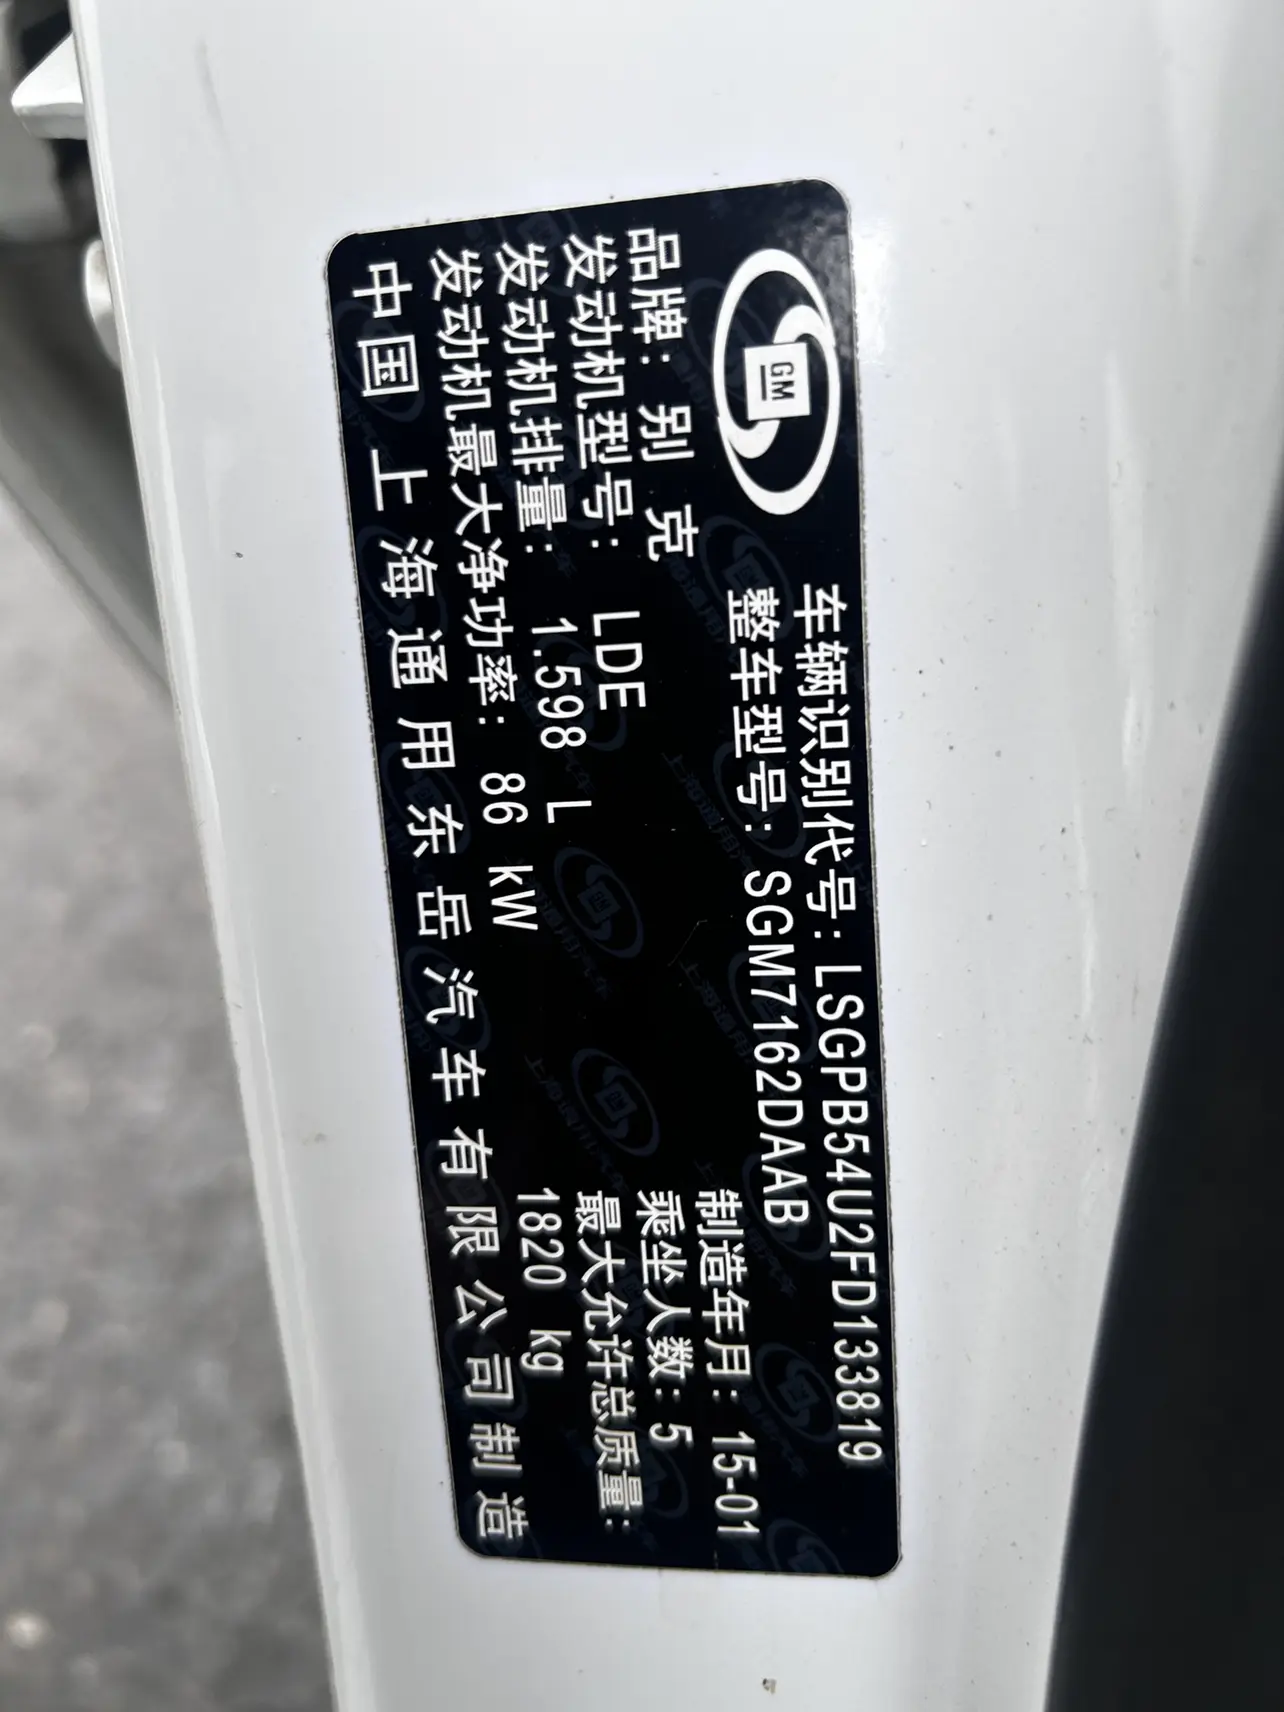 GM
车辆识别代号: LSGPB54U2FD133819
整车型号: SGM7162DAAB
品牌: 别 克
制造年月: 15-01
发动机型号: LDE
乘坐人数: 5
发动机排量: 1.598 L
最大允许总质量:
1820 kg
发动机最大净功率: 86 kW
中国上海通用东岳汽车有限公司制造